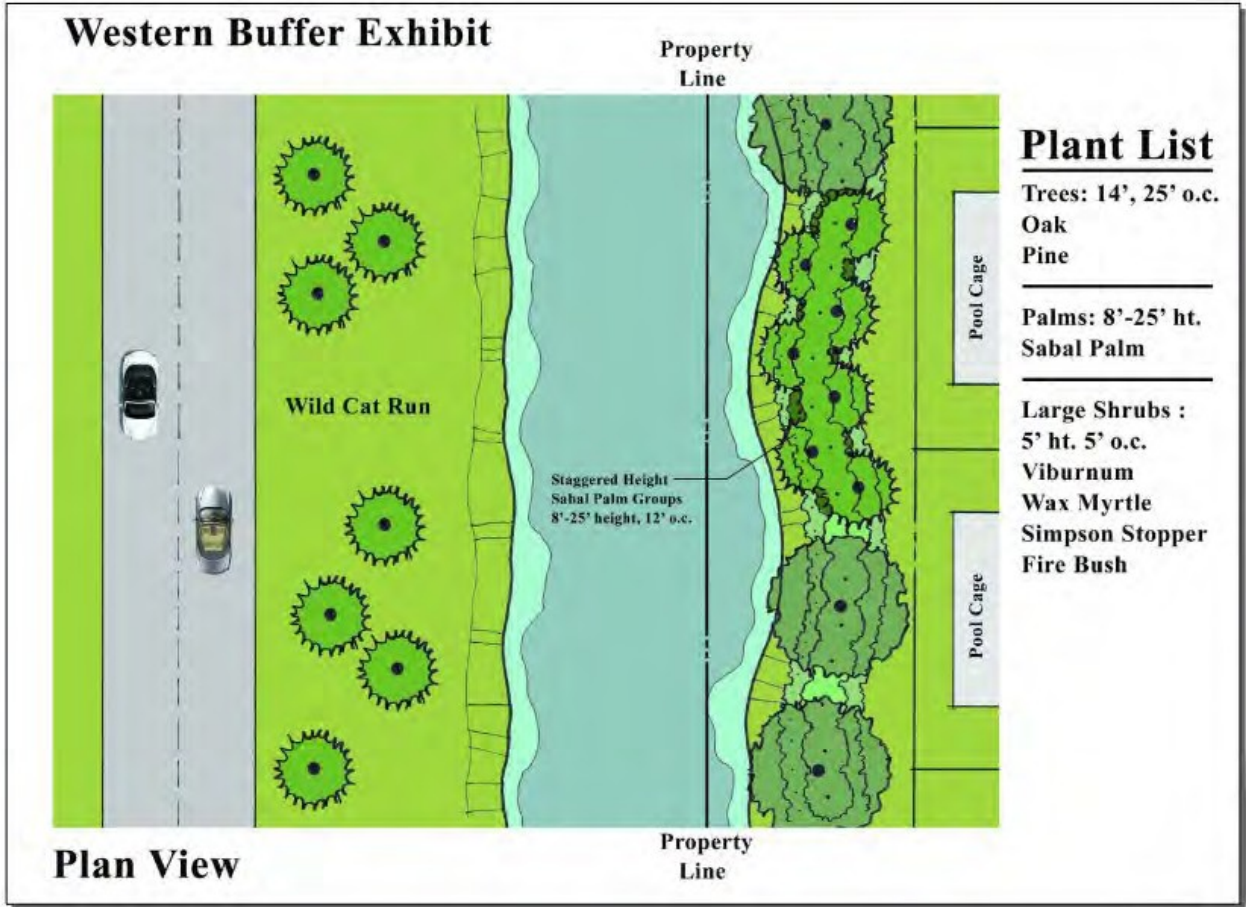 Western Buffer Exhibit
Property
Line
Plant List
Trees: 14’, 25’ o.c.
Oak
Pine
Palms: 8’-25’ ht.
Sabal Palm
Large Shrubs :
5’ ht. 5’ o.c.
Viburnum
Wax Myrtle
Simpson Stopper
Fire Bush
Pool Cage
Wild Cat Run
Staggered Height
Sabal Palm Groups
8’-25’ height, 12’ o.c.
Pool Cage
Property
Line
Plan View